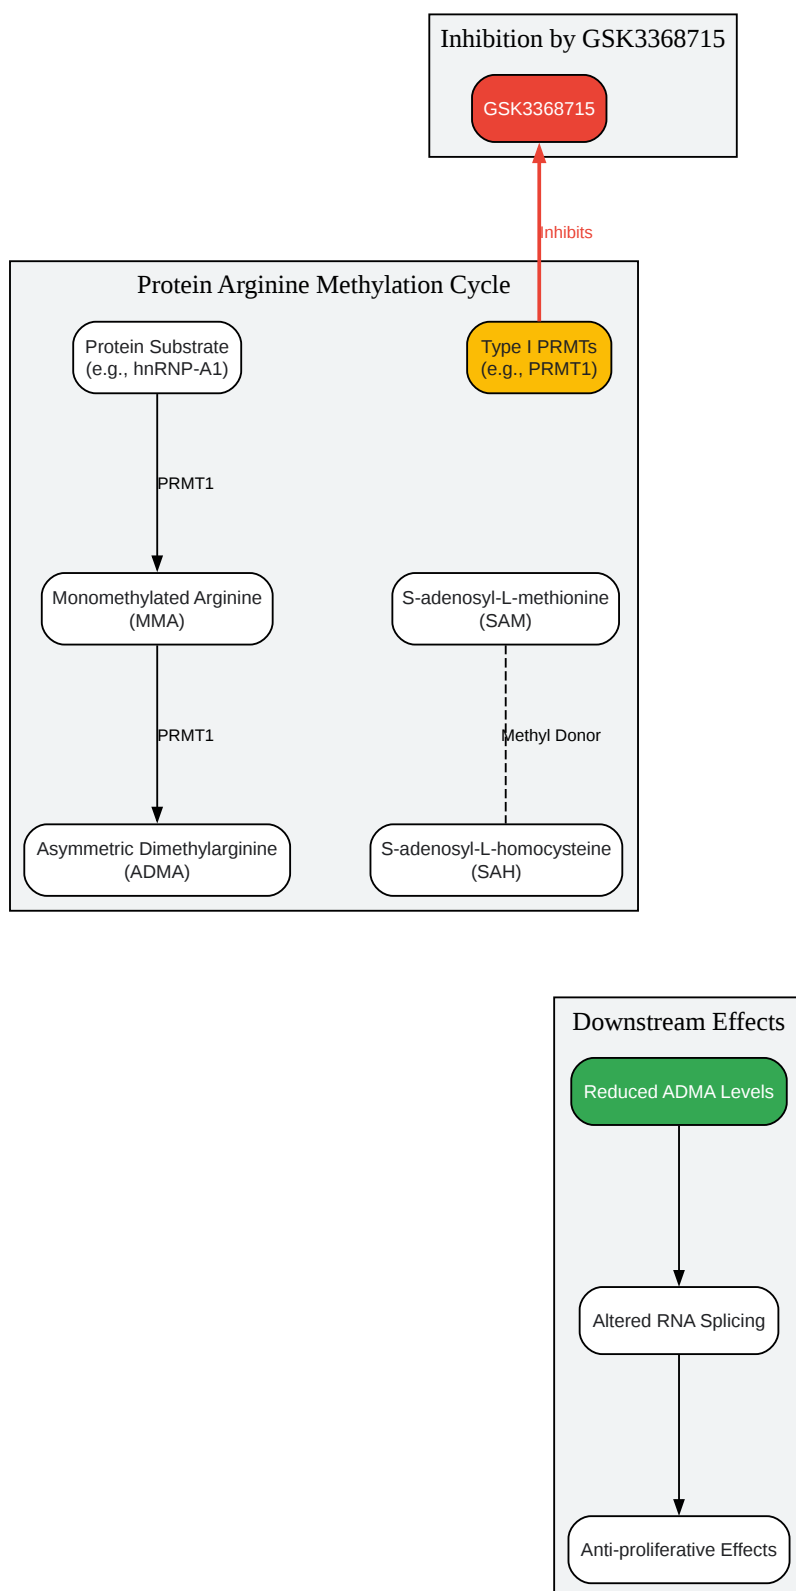 Inhibition by GSK3368715
GSK3368715
Inhibits
Protein Arginine Methylation Cycle
Protein Substrate
(e.g., hnRNP-A1)
Type I PRMTs
(e.g., PRMT1)
PRMT1
Monomethylated Arginine
(MMA)
S-adenosyl-L-methionine
(SAM)
PRMT1
Methyl Donor
Asymmetric Dimethylarginine
(ADMA)
S-adenosyl-L-homocysteine
(SAH)
Downstream Effects
Reduced ADMA Levels
Altered RNA Splicing
Anti-proliferative Effects